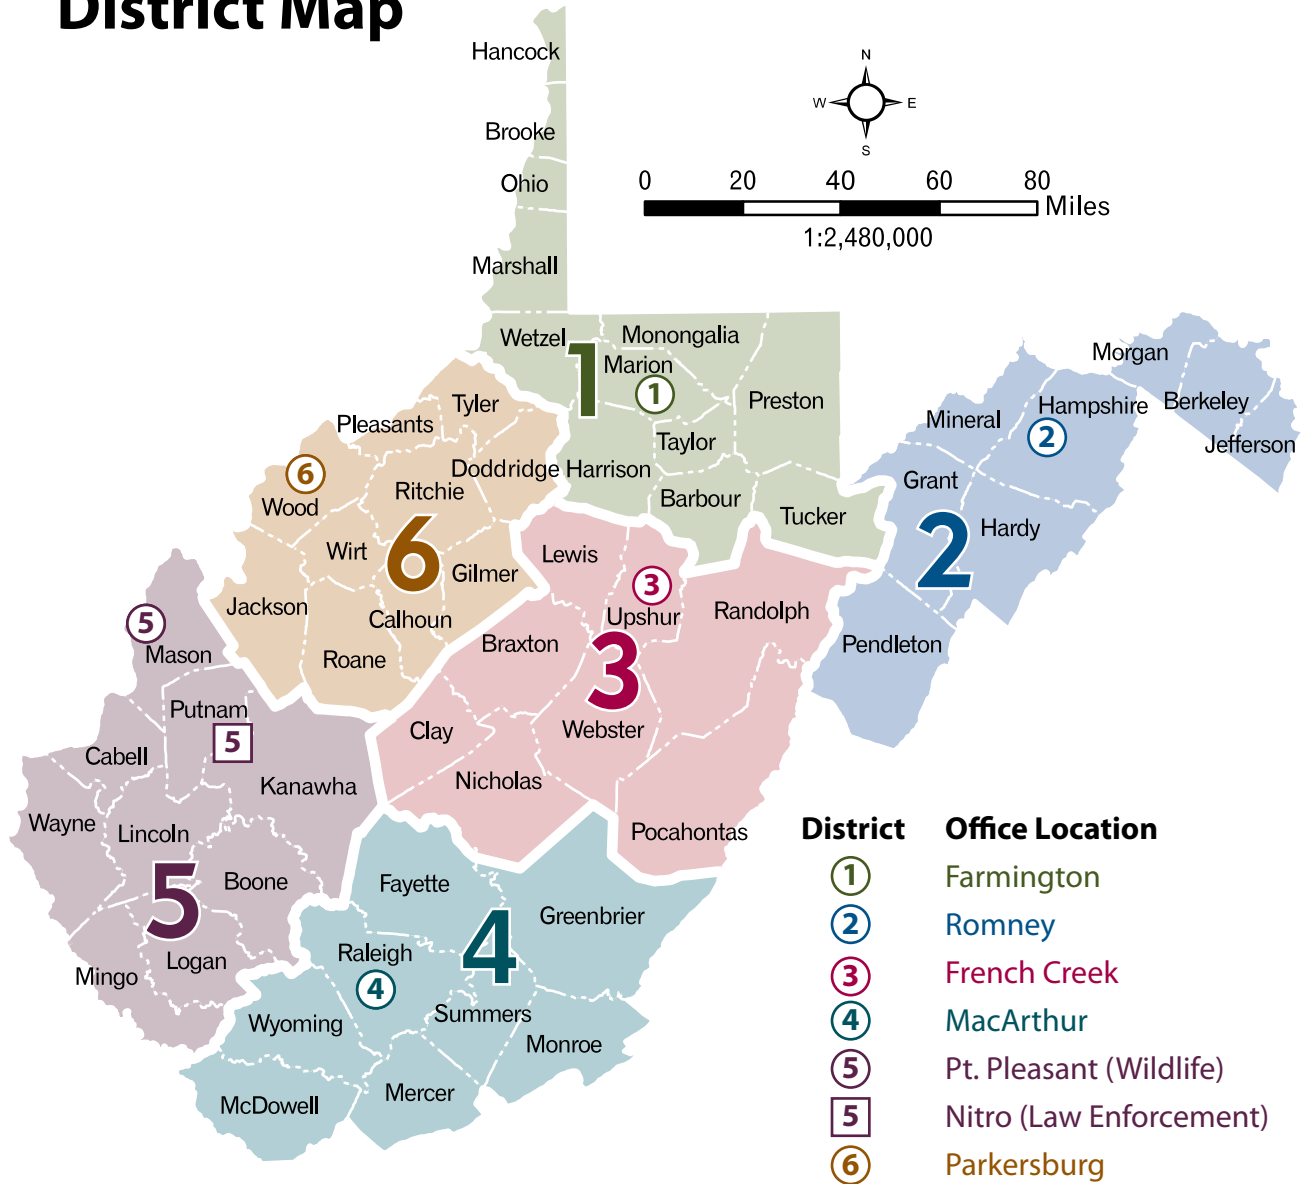 District Map
Hancock
Brooke
Ohio
Marshall
N
W E
S
0 20 40 60 80
Miles
1:2,480,000
Wetzel
Monongalia
Marion
1
1
Preston
Taylor
Harrison
Barbour
Tucker
Morgan
Berkeley
Jefferson
Hampshire
2
Mineral
Grant
Hardy
2
Pendleton
Tyler
Pleasants
Doddridge
Ritchie
6
Wood
Wirt
6
Gilmer
Jackson
Calhoun
Roane
Lewis
3
Upshur
Randolph
Braxton
3
Webster
Clay
Nicholas
Pocahontas
5
Mason
Putnam
5
Cabell
Kanawha
Wayne
Lincoln
Boone
5
Logan
Mingo
Fayette
Greenbrier
4
Raleigh
4
Summers
Wyoming
Monroe
Mercer
McDowell
District Office Location
1 Farmington
2 Romney
3 French Creek
4 MacArthur
5 Pt. Pleasant (Wildlife)
5 Nitro (Law Enforcement)
6 Parkersburg